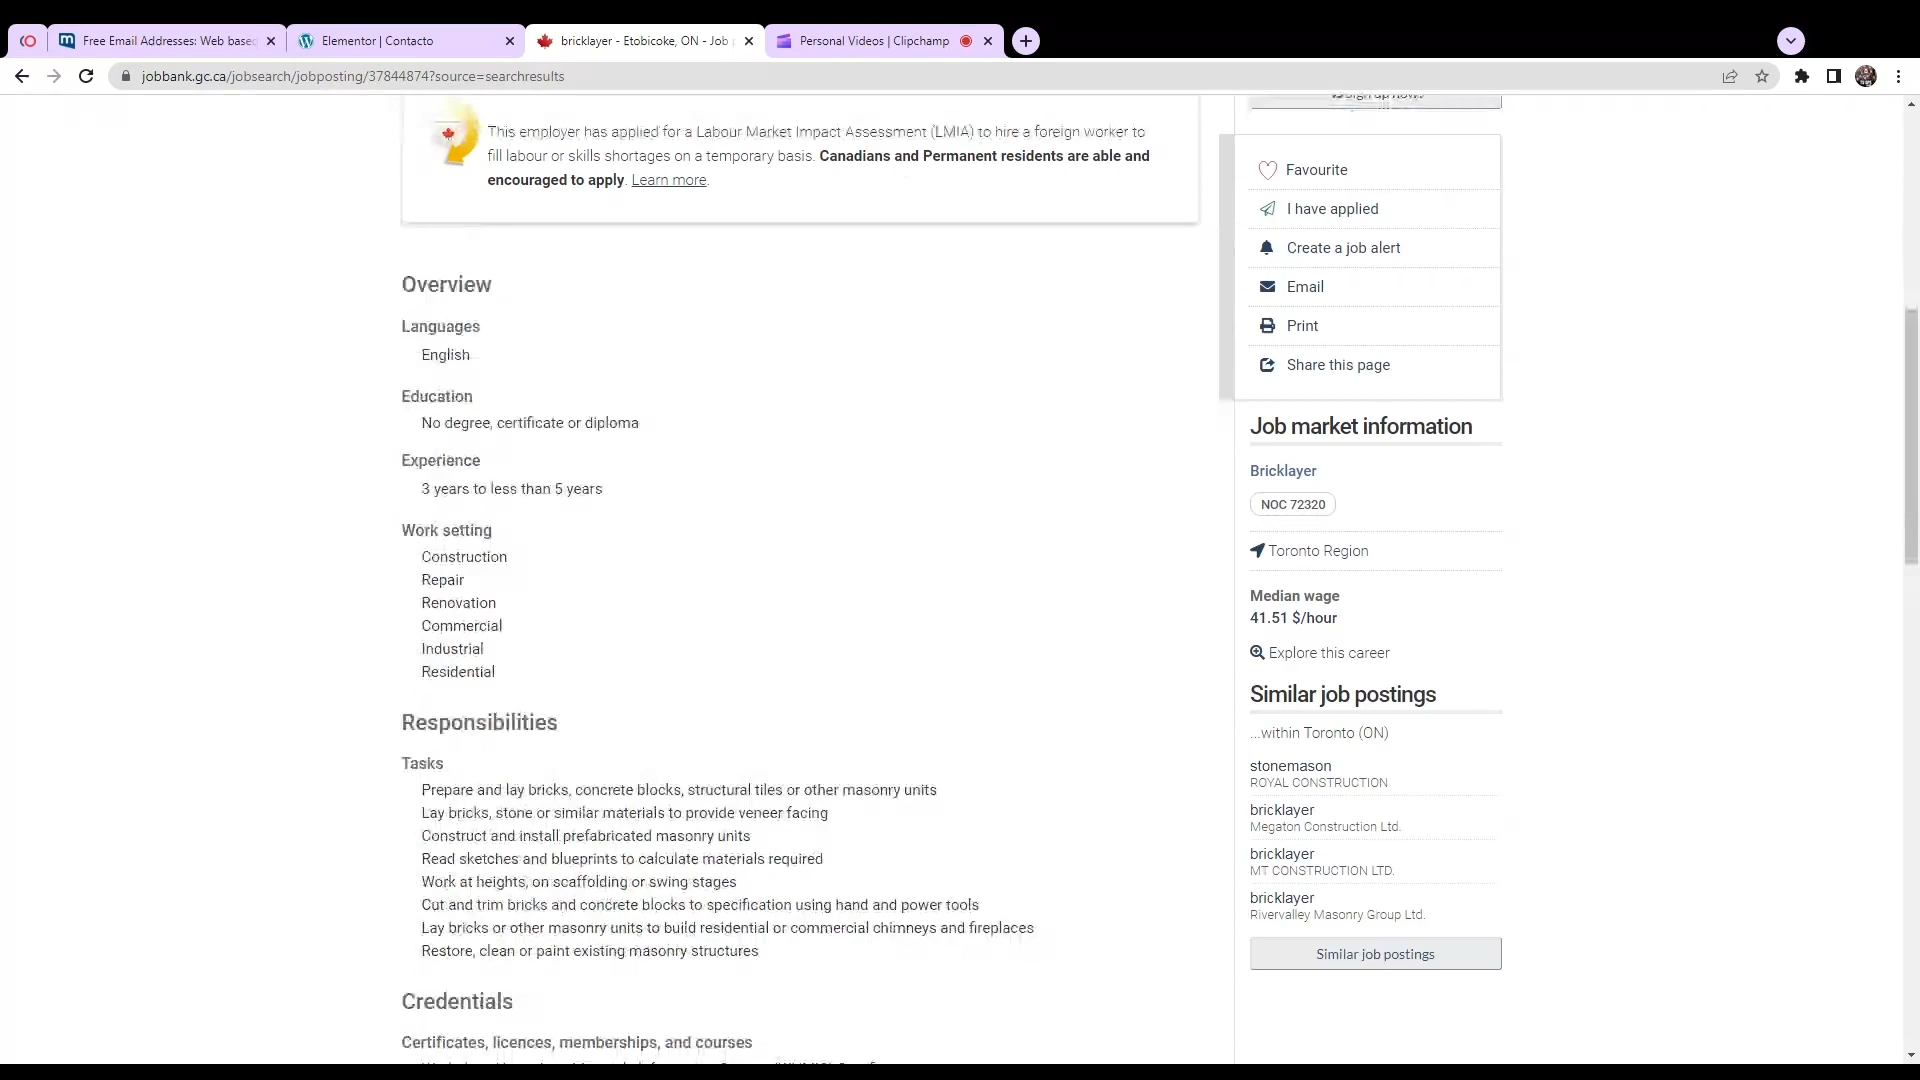 Free Email Addresses: Web based
Elementor | Contacto
bricklayer - Etobicoke, ON - Job
Personal Videos | Clipchamp
jobbank.gc.ca/jobsearch/jobposting/37844874?source=searchresults
This employer has applied for a Labour Market Impact Assessment (LMIA) to hire a foreign worker to
fill labour or skills shortages on a temporary basis. Canadians and Permanent residents are able and
encouraged to apply. Learn more.
Overview
Languages
English
Education
No degree, certificate or diploma
Experience
3 years to less than 5 years
Work setting
Construction
Repair
Renovation
Commercial
Industrial
Residential
Responsibilities
Tasks
Prepare and lay bricks, concrete blocks, structural tiles or other masonry units
Lay bricks, stone or similar materials to provide veneer facing
Construct and install prefabricated masonry units
Read sketches and blueprints to calculate materials required
Work at heights, on scaffolding or swing stages
Cut and trim bricks and concrete blocks to specification using hand and power tools
Lay bricks or other masonry units to build residential or commercial chimneys and fireplaces
Restore, clean or paint existing masonry structures
Credentials
Certificates, licences, memberships, and courses
Sign up now!
Favourite
I have applied
Create a job alert
Email
Print
Share this page
Job market information
Bricklayer
NOC 72320
Toronto Region
Median wage
41.51 $/hour
Explore this career
Similar job postings
...within Toronto (ON)
stonemason
ROYAL CONSTRUCTION
bricklayer
Megaton Construction Ltd.
bricklayer
MT CONSTRUCTION LTD.
bricklayer
Rivervalley Masonry Group Ltd.
Similar job postings